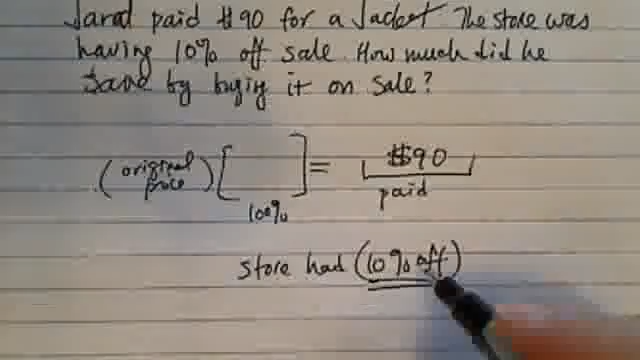 Jarad paid $90 for a Jacket The store was
having 10% off sale. How much did he
save by buyiy it on sale?
(original price) [ ] = $90
100% paid
store had (10% off)